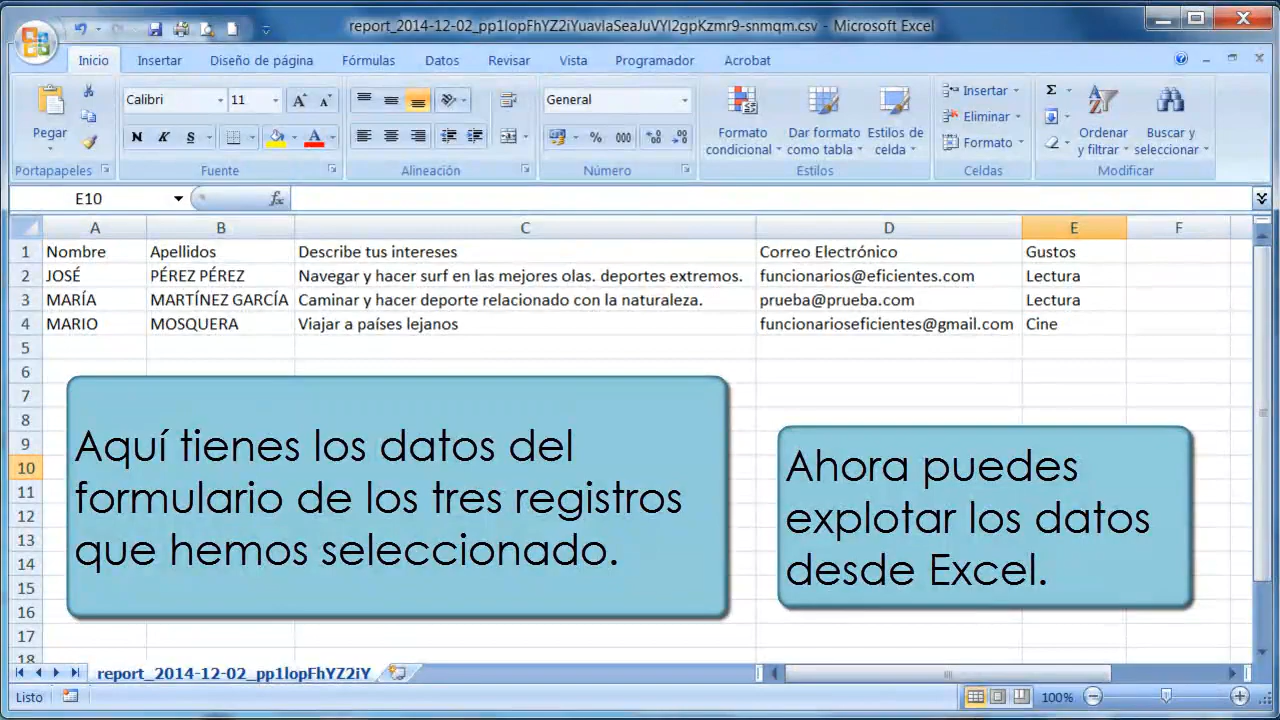 report_2014-12-02_pp1lopFhYZ2iYuavlaSeaJuVYl2gpKzmr9-snmqm.csv - Microsoft Excel
Inicio Insertar Diseño de página Fórmulas Datos Revisar Vista Programador Acrobat
Pegar
Portapapeles
Calibri 11
N K S A
Fuente
Alineación
General
% 000
Número
Formato condicional
Dar formato como tabla
Estilos de celda
Estilos
Insertar
Eliminar
Formato
Celdas
Σ
Ordenar y filtrar
Buscar y seleccionar
Modificar
E10 fx
A B C D E F
1 Nombre Apellidos Describe tus intereses Correo Electrónico Gustos
2 JOSÉ PÉREZ PÉREZ Navegar y hacer surf en las mejores olas. deportes extremos. funcionarios@eficientes.com Lectura
3 MARÍA MARTÍNEZ GARCÍA Caminar y hacer deporte relacionado con la naturaleza. prueba@prueba.com Lectura
4 MARIO MOSQUERA Viajar a países lejanos funcionarioseficientes@gmail.com Cine
5
6
7
8
9
10
11
12
13
14
15
16
17
18
Aquí tienes los datos del
formulario de los tres registros
que hemos seleccionado.
Ahora puedes
explotar los datos
desde Excel.
report_2014-12-02_pp1lopFhYZ2iY
Listo 100%